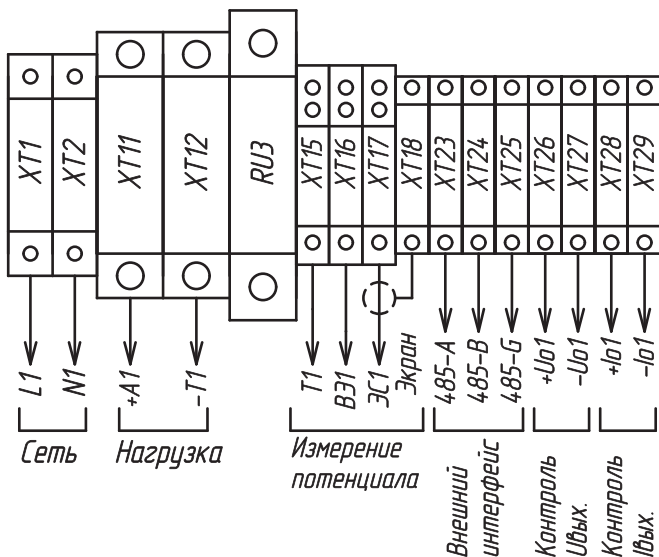 XT1
XT2
XT11
XT12
RU3
XT15
XT16
XT17
XT18
XT23
XT24
XT25
XT26
XT27
XT28
XT29
L1
N1
+A1
-T1
T1
ВЭ1
ЭС1
Экран
485-A
485-B
485-G
+Uo1
-Uo1
+Io1
-Io1
Сеть
Нагрузка
Измерение
потенциала
Внешний
интерфейс
Контроль
Uвых.
Контроль
Iвых.